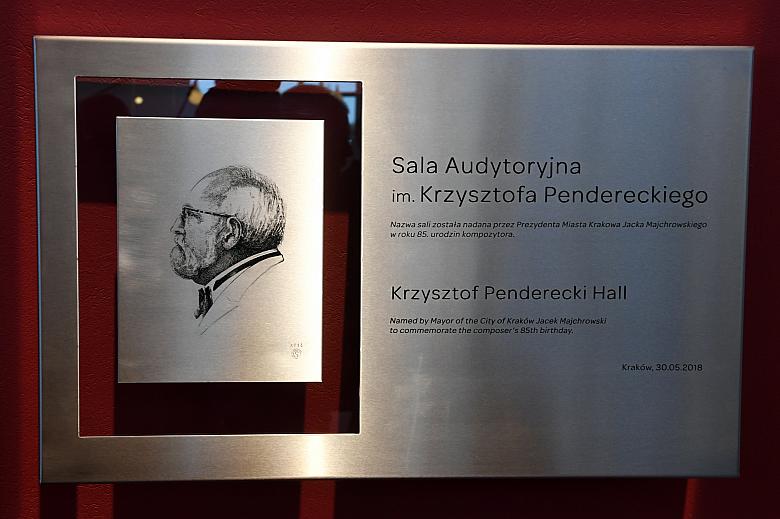 Sala Audytoryjna
im. Krzysztofa Pendereckiego
Nazwa sali została nadana przez Prezydenta Miasta Krakowa Jacka Majchrowskiego
w roku 85. urodzin kompozytora.
Krzysztof Penderecki Hall
Named by Mayor of the City of Kraków Jacek Majchrowski
to commemorate the composer's 85th birthday.
Kraków, 30.05.2018